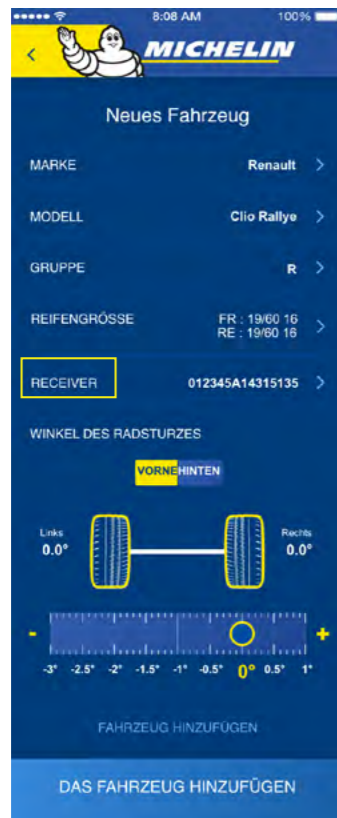 8:08 AM 100%
MICHELIN
Neues Fahrzeug
MARKE Renault
MODELL Clio Rallye
GRUPPE R
REIFENGRÖSSE FR : 19/60 16
RE : 19/60 16
RECEIVER 012345A14315135
WINKEL DES RADSTURZES
VORNE HINTEN
Links Rechts
0.0° 0.0°
- +
-3° -2.5° -2° -1.5° -1° -0.5° 0° 0.5° 1°
FAHRZEUG HINZUFÜGEN
DAS FAHRZEUG HINZUFÜGEN